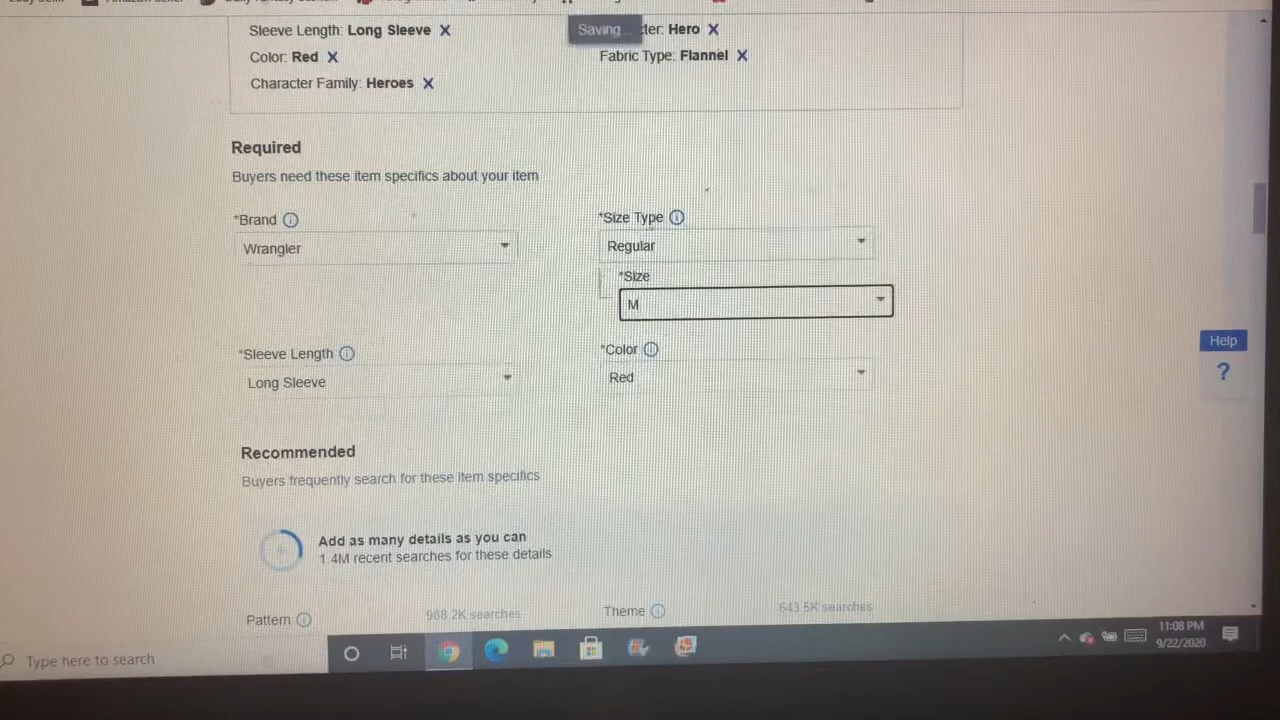 Sleeve Length: Long Sleeve X
Saving... ter: Hero X
Color: Red X
Fabric Type: Flannel X
Character Family: Heroes X
Required
Buyers need these item specifics about your item
*Brand
*Size Type
Wrangler
Regular
*Size
M
*Sleeve Length
*Color
Long Sleeve
Red
Help
?
Recommended
Buyers frequently search for these item specifics
Add as many details as you can
1.4M recent searches for these details
Pattern
988.2K searches
Theme
643.5K searches
Type here to search
11:08 PM
9/22/2020